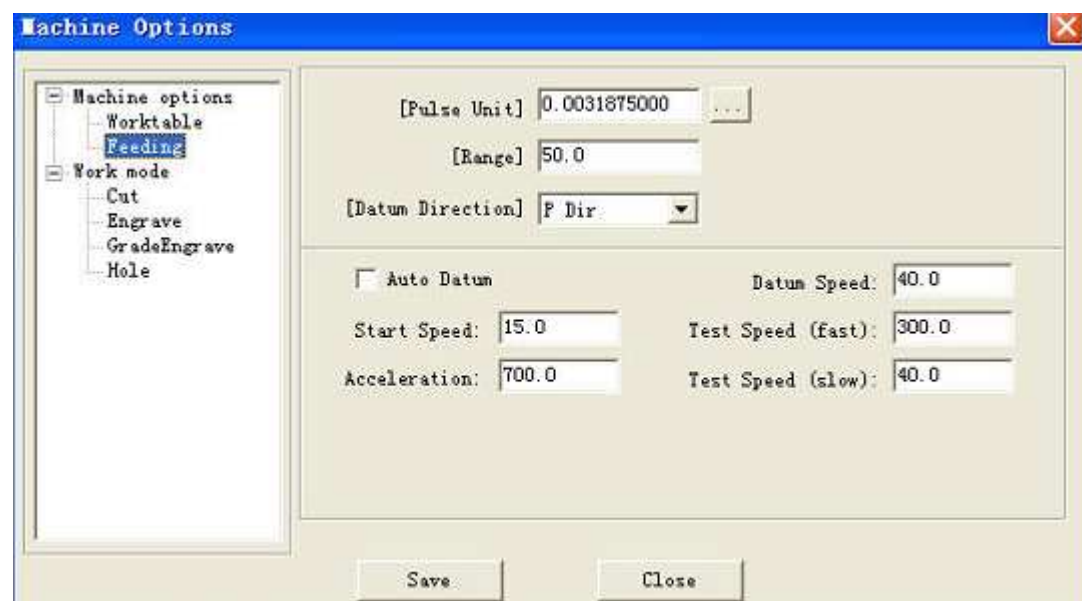 Machine Options
Machine options
Worktable
Feeding
Work mode
Cut
Engrave
GradeEngrave
Hole
[Pulse Unit] 0.0031875000 ...
[Range] 50.0
[Datum Direction] P Dir
Auto Datum
Datum Speed: 40.0
Start Speed: 15.0
Test Speed (fast): 300.0
Acceleration: 700.0
Test Speed (slow): 40.0
Save
Close